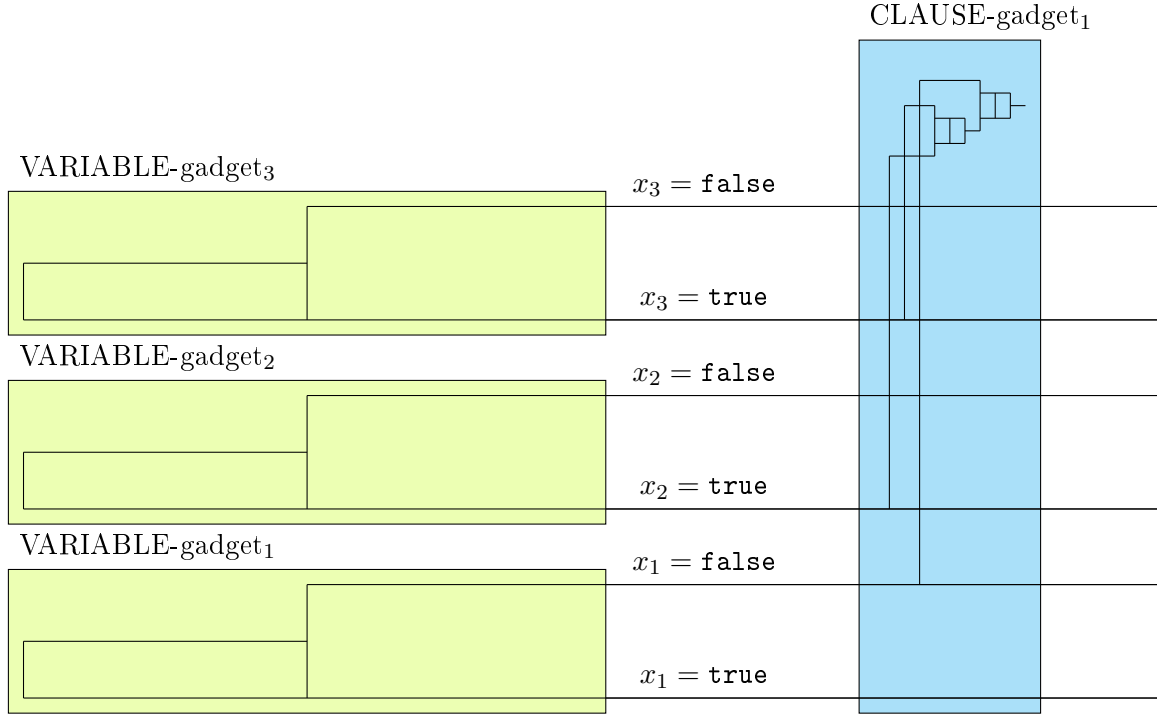 CLAUSE-gadget₁
VARIABLE-gadget₃
x₃ = false
x₃ = true
VARIABLE-gadget₂
x₂ = false
x₂ = true
VARIABLE-gadget₁
x₁ = false
x₁ = true